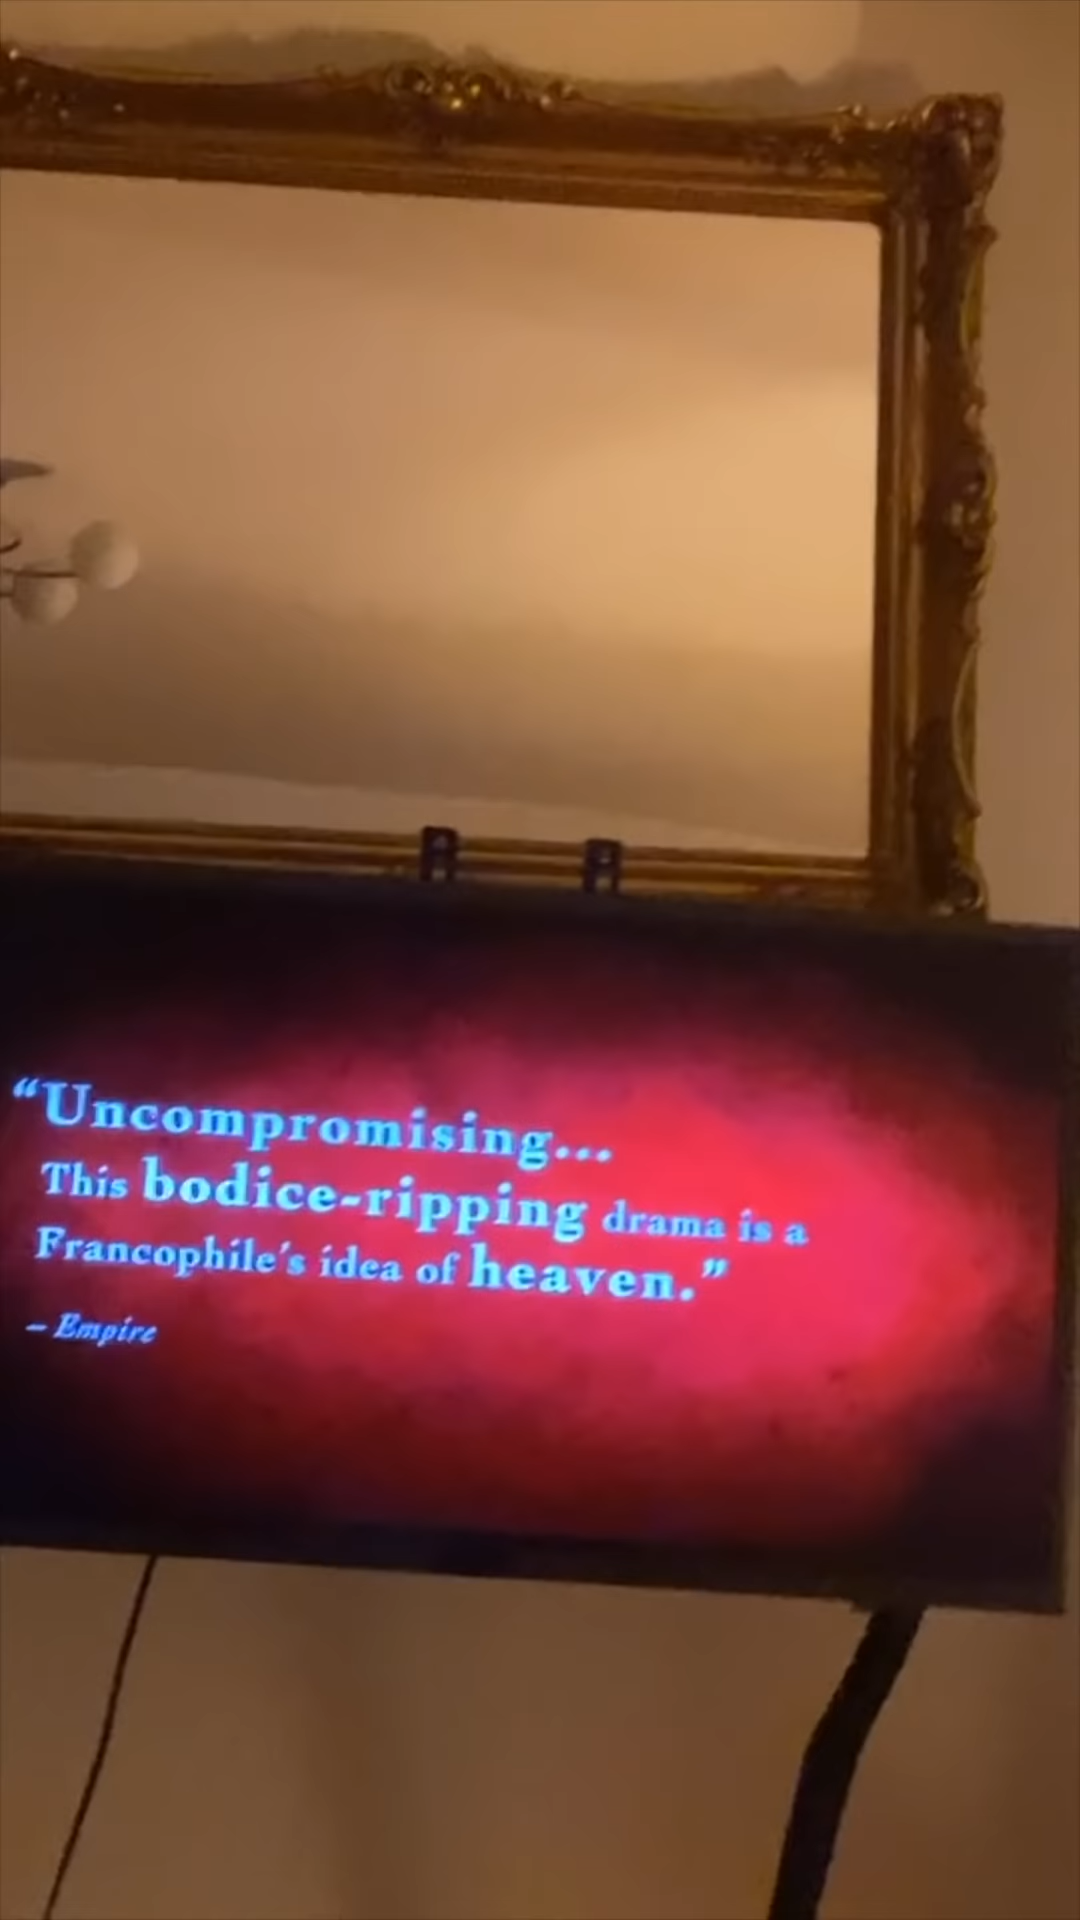 “Uncompromising...
This bodice-ripping drama is a
Francophile's idea of heaven.”
– Empire